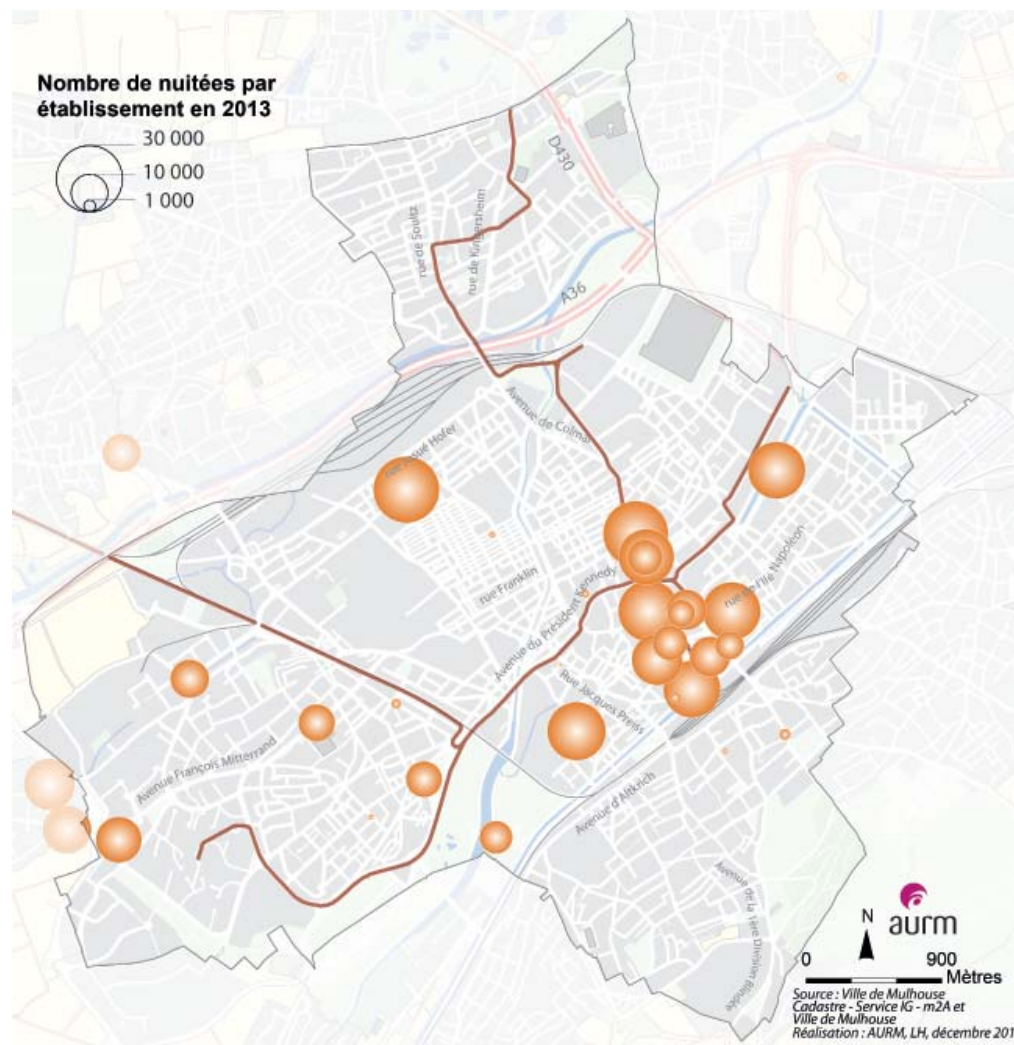 Nombre de nuitées par
établissement en 2013
30 000
10 000
1 000
D430
rue de Soultz
rue de Kingersheim
A36
Avenue de Colmar
rue Josué Hofer
rue Franklin
Avenue du Président Kennedy
rue de l'Ile Napoléon
Rue Jacques Preiss
Avenue François Mitterrand
Avenue d'Altkirch
Avenue de la 1ère Division Blindée
aurm
N
0 900
Mètres
Source : Ville de Mulhouse
Cadastre - Service IG - m2A et
Ville de Mulhouse
Réalisation : AURM, LH, décembre 201